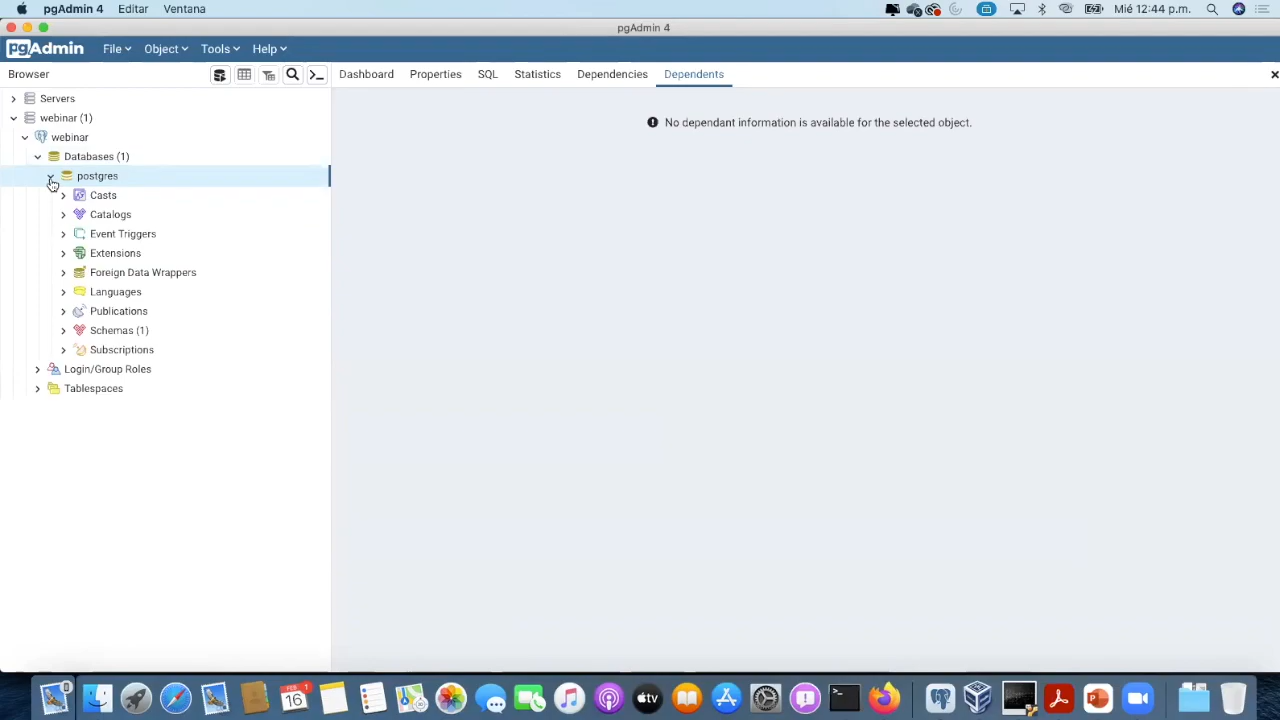 pgAdmin 4 Editar Ventana Mié 12:44 p.m.
pgAdmin 4
pgAdmin File Object Tools Help
Browser Dashboard Properties SQL Statistics Dependencies Dependents
Servers
No dependant information is available for the selected object.
webinar (1)
webinar
Databases (1)
postgres
Casts
Catalogs
Event Triggers
Extensions
Foreign Data Wrappers
Languages
Publications
Schemas (1)
Subscriptions
Login/Group Roles
Tablespaces
FEB 1
16
tv